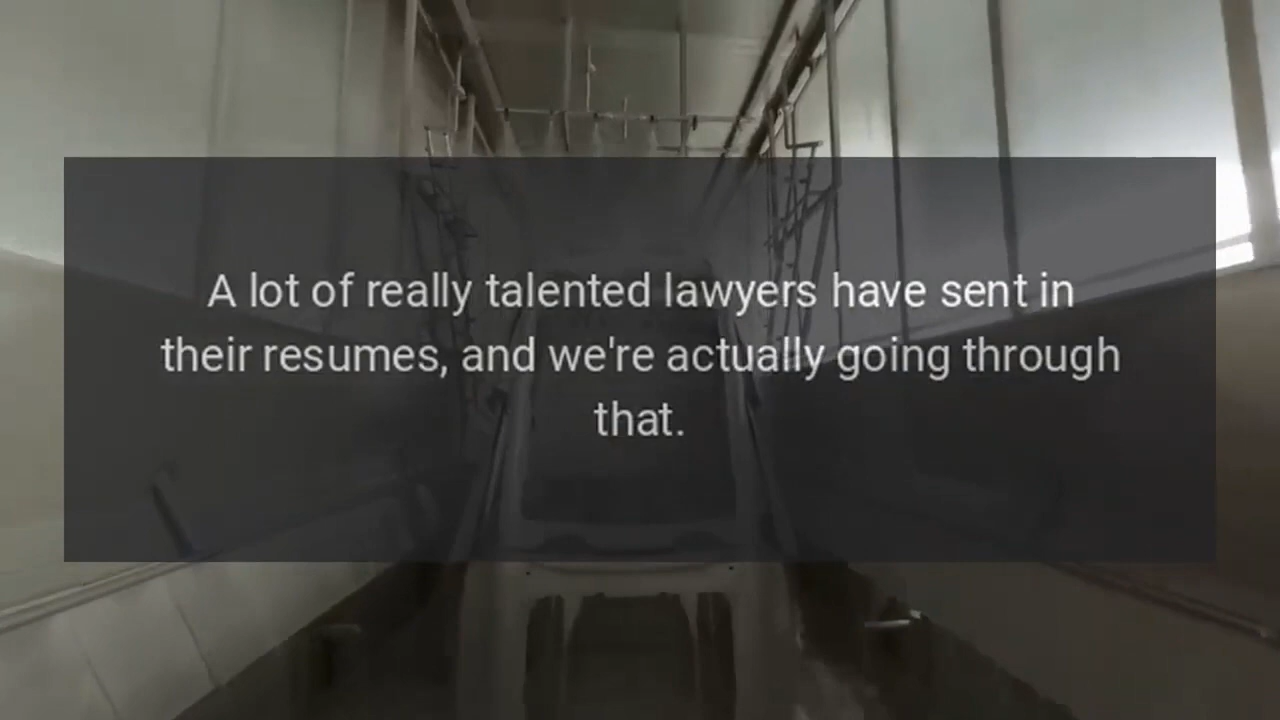 A lot of really talented lawyers have sent in
their resumes, and we're actually going through
that.